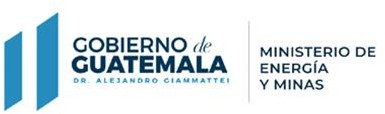 GOBIERNO de
GUATEMALA
DR. ALEJANDRO GIAMMATTEI
MINISTERIO DE
ENERGÍA
Y MINAS